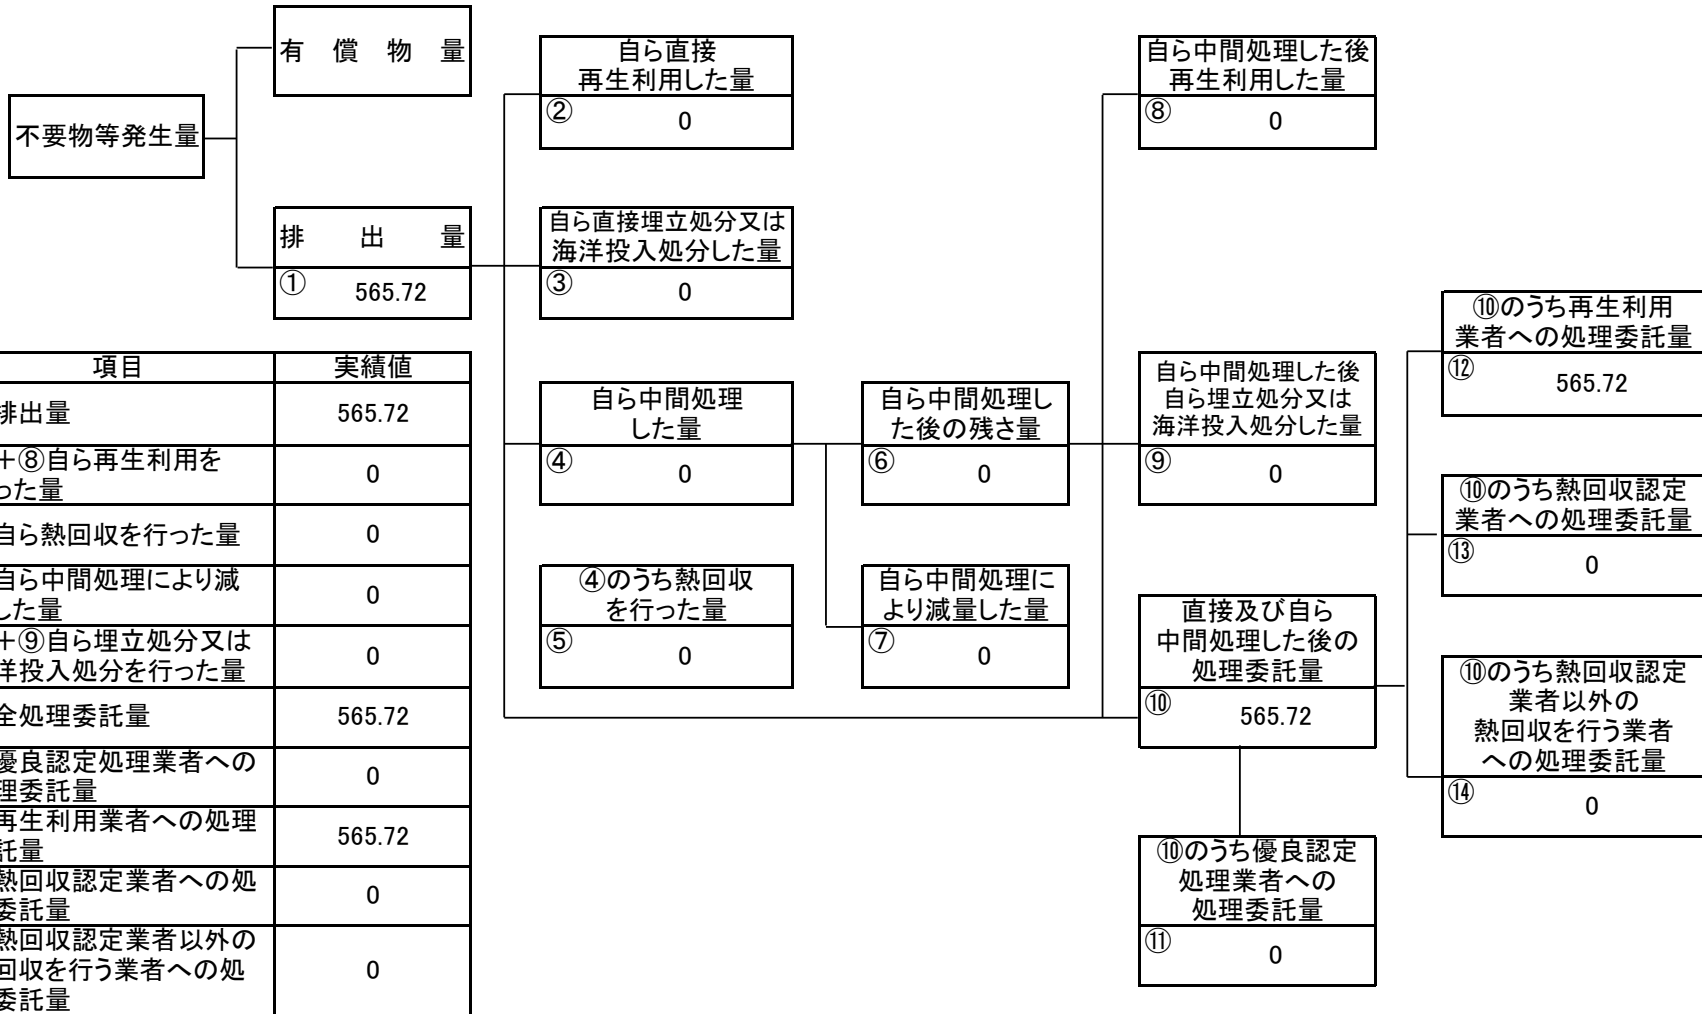 有償物量
不要物等発生量
排出量
① 565.72
自ら直接
再生利用した量
② 0
自ら直接埋立処分又は
海洋投入処分した量
③ 0
自ら中間処理
した量
④ 0
④のうち熱回収
を行った量
⑤ 0
自ら中間処理し
た後の残さ量
⑥ 0
自ら中間処理に
より減量した量
⑦ 0
自ら中間処理した後
再生利用した量
⑧ 0
自ら中間処理した後
自ら埋立処分又は
海洋投入処分した量
⑨ 0
直接及び自ら
中間処理した後の
処理委託量
⑩ 565.72
⑩のうち優良認定
処理業者への
処理委託量
⑪ 0
⑩のうち再生利用
業者への処理委託量
⑫ 565.72
⑩のうち熱回収認定
業者への処理委託量
⑬ 0
⑩のうち熱回収認定
業者以外の
熱回収を行う業者
への処理委託量
⑭ 0
項目 実績値
排出量 565.72
+⑧自ら再生利用を
った量 0
自ら熱回収を行った量 0
自ら中間処理により減
した量 0
+⑨自ら埋立処分又は
洋投入処分を行った量 0
全処理委託量 565.72
優良認定処理業者への
理委託量 0
再生利用業者への処理
託量 565.72
熱回収認定業者への処
委託量 0
熱回収認定業者以外の
回収を行う業者への処
委託量 0